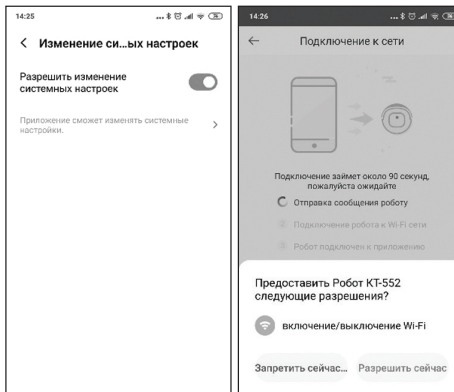 14:25
Изменение си...ых настроек
Разрешить изменение
системных настроек
Приложение сможет изменять системные
настройки.
14:26
Подключение к сети
Подключение займет около 90 секунд,
пожалуйста ожидайте
Отправка сообщения роботу
Подключение робота к Wi-Fi сети
Робот подключен к приложению.
Предоставить Робот КТ-552
следующие разрешения?
включение/выключение Wi-Fi
Запретить сейчас... Разрешить сейчас